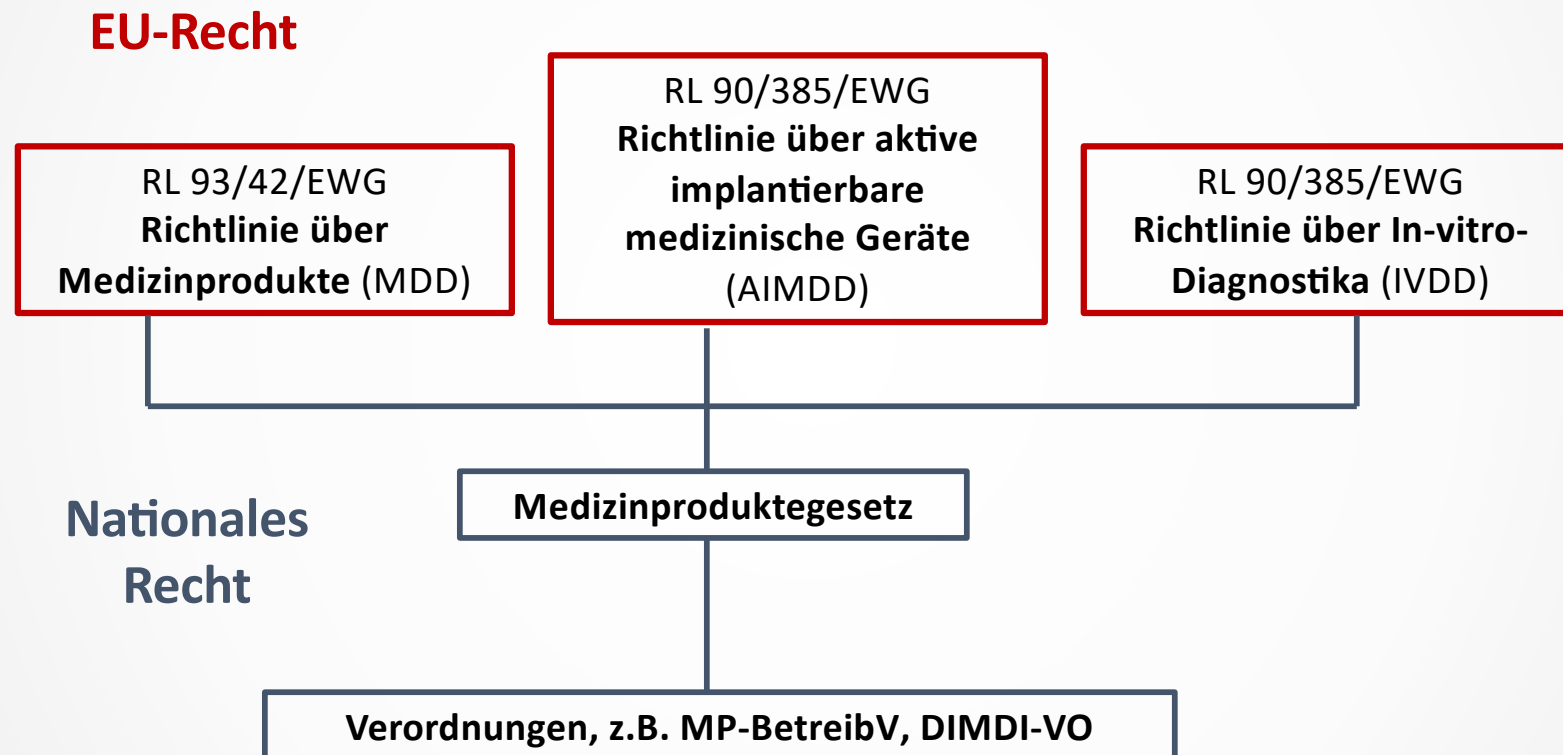 EU-Recht
RL 93/42/EWG
Richtlinie über
Medizinprodukte (MDD)
RL 90/385/EWG
Richtlinie über aktive
implantierbare
medizinische Geräte
(AIMDD)
RL 90/385/EWG
Richtlinie über In-vitro-
Diagnostika (IVDD)
Nationales
Recht
Medizinproduktegesetz
Verordnungen, z.B. MP-BetreibV, DIMDI-VO